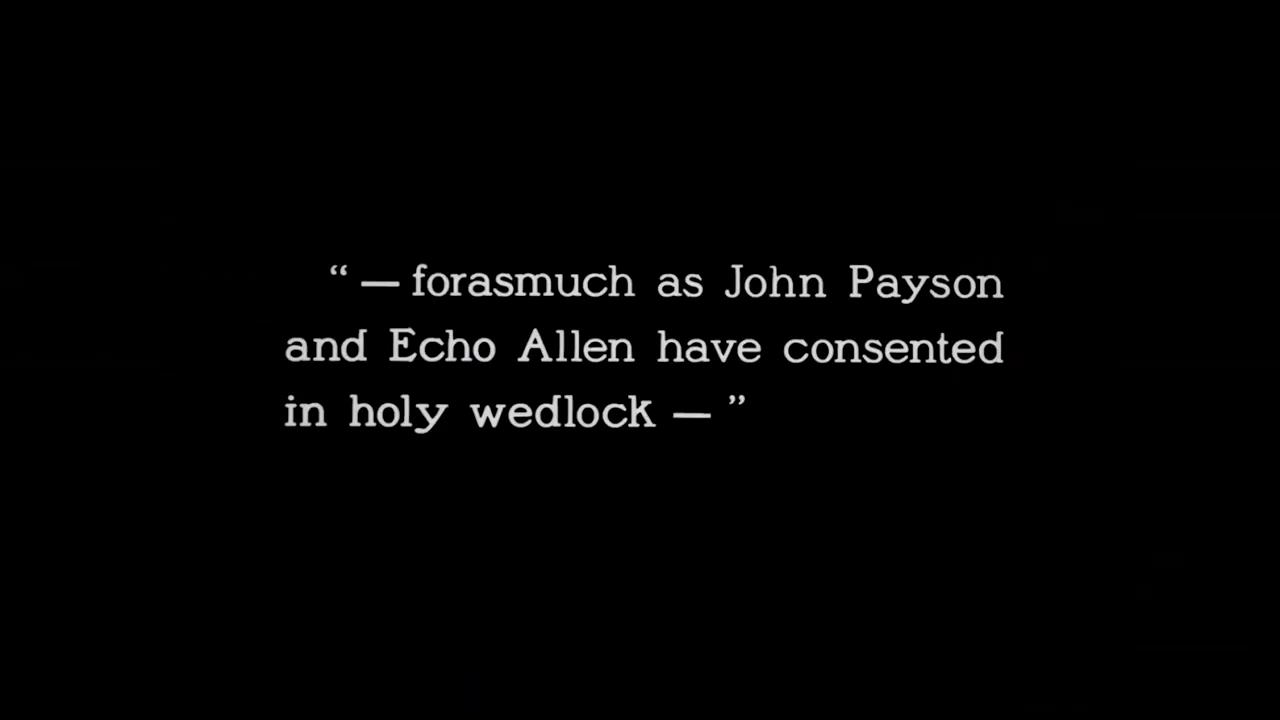 “ — forasmuch as John Payson
and Echo Allen have consented
in holy wedlock — ”